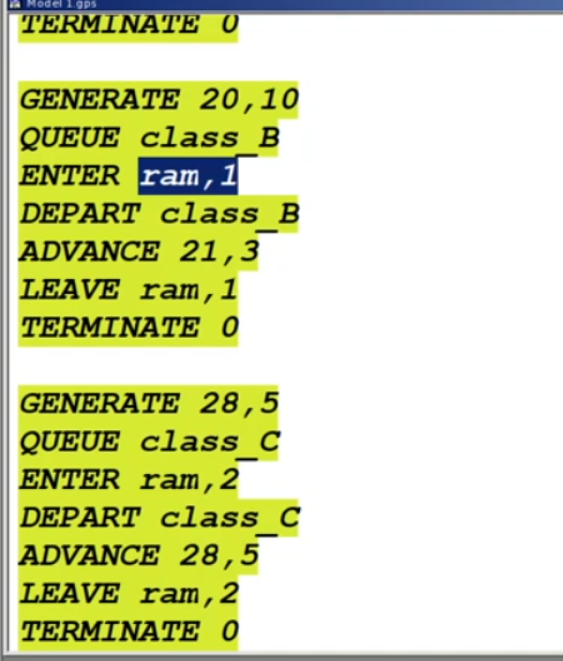 Model 1.gps
TERMINATE 0
GENERATE 20,10
QUEUE class_B
ENTER ram,1
DEPART class_B
ADVANCE 21,3
LEAVE ram,1
TERMINATE 0
GENERATE 28,5
QUEUE class_C
ENTER ram,2
DEPART class_C
ADVANCE 28,5
LEAVE ram,2
TERMINATE 0